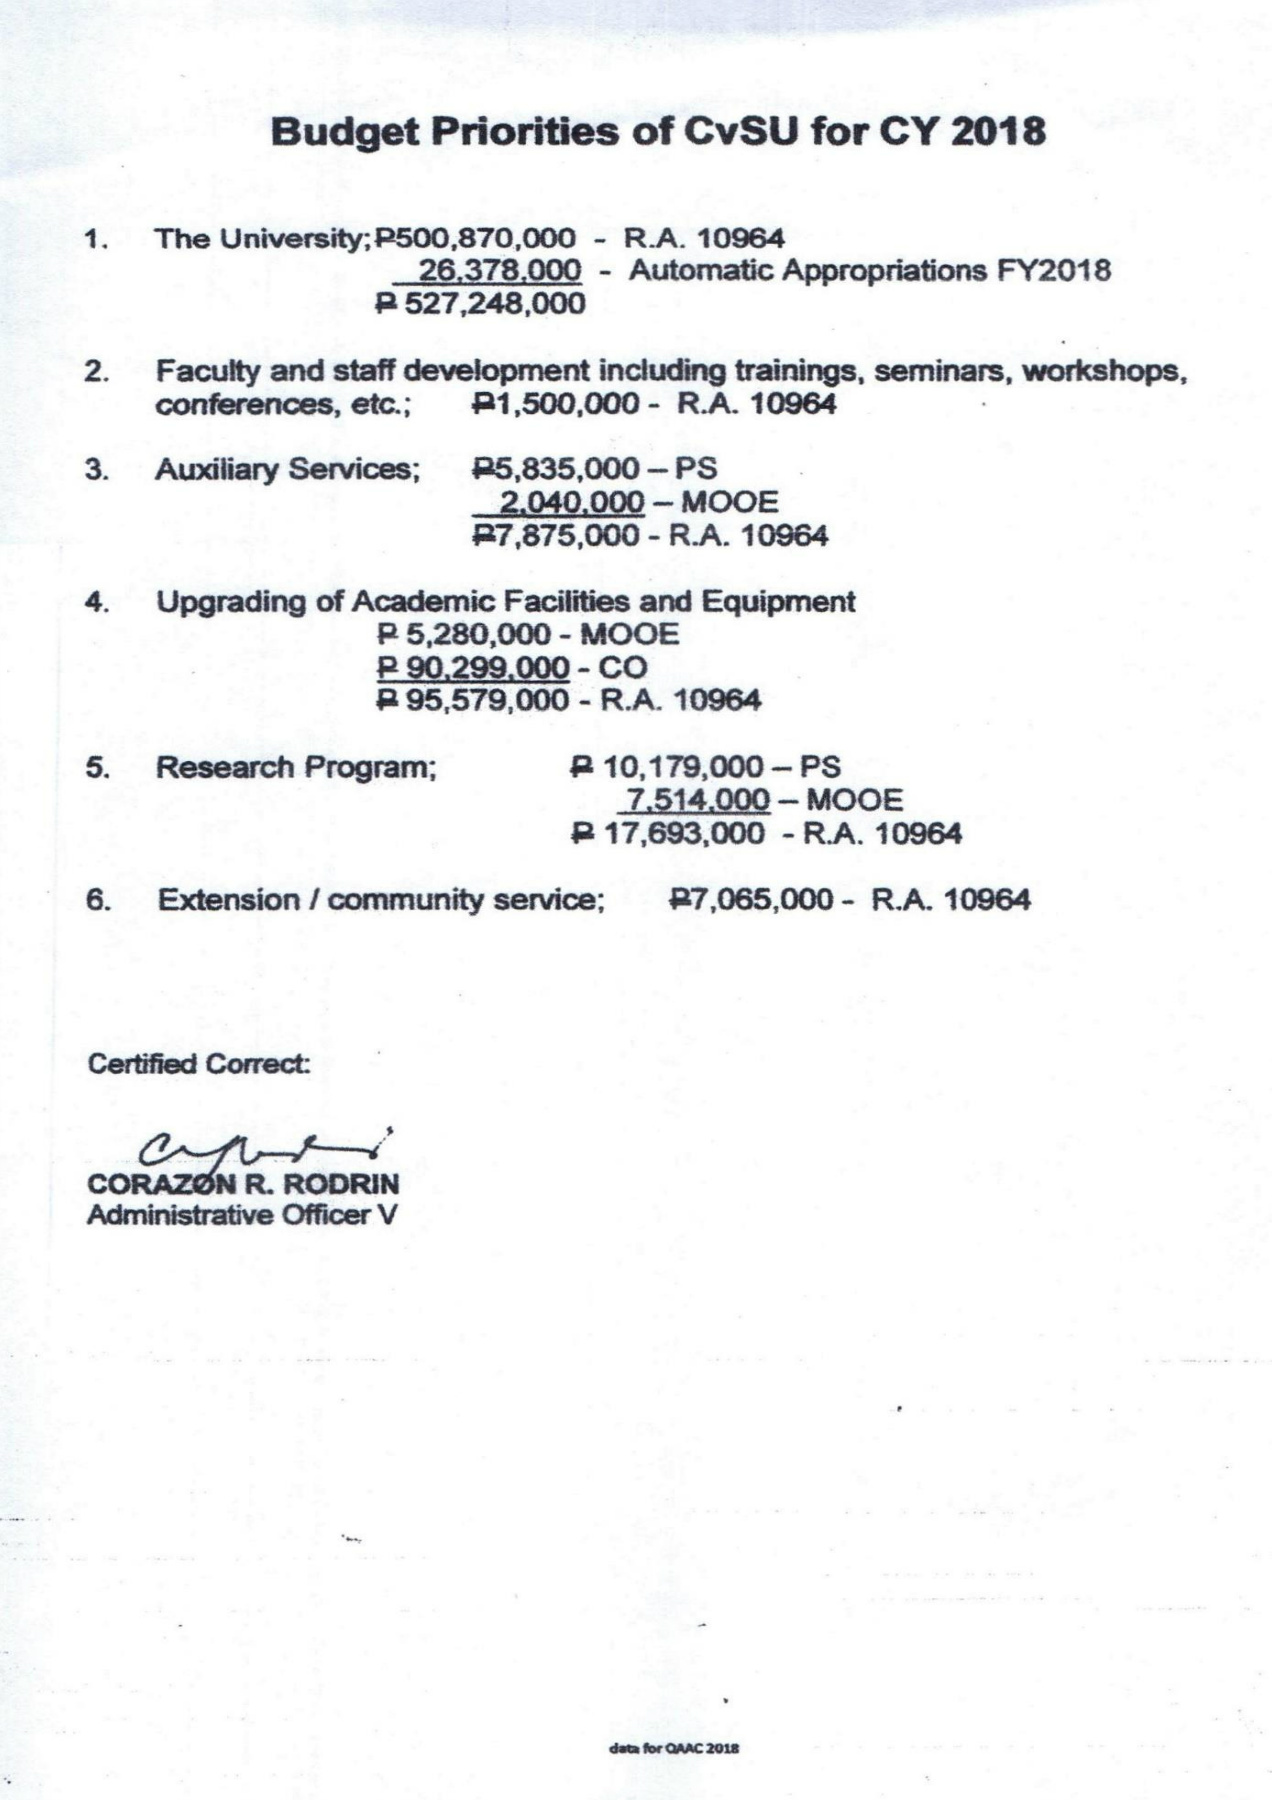 Budget Priorities of CvSU for CY 2018
1. The University;₱500,870,000 - R.A. 10964
26,378,000 - Automatic Appropriations FY2018
₱ 527,248,000
2. Faculty and staff development including trainings, seminars, workshops,
conferences, etc.; ₱1,500,000 - R.A. 10964
3. Auxiliary Services; ₱5,835,000 – PS
2,040,000 – MOOE
₱7,875,000 - R.A. 10964
4. Upgrading of Academic Facilities and Equipment
₱ 5,280,000 - MOOE
₱ 90,299,000 - CO
₱ 95,579,000 - R.A. 10964
5. Research Program; ₱ 10,179,000 – PS
7,514,000 – MOOE
₱ 17,693,000 - R.A. 10964
6. Extension / community service; ₱7,065,000 - R.A. 10964
Certified Correct:
CORAZON R. RODRIN
Administrative Officer V
data for QAAC 2018